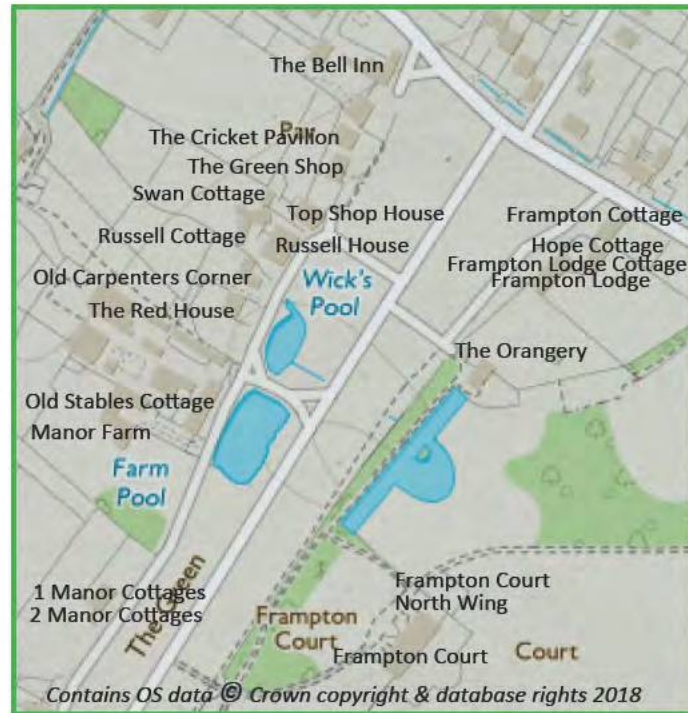 The Bell Inn
The Cricket Pavilion
The Green Shop
Swan Cottage
Top Shop House
Frampton Cottage
Russell Cottage
Russell House
Hope Cottage
Frampton Lodge Cottage
Old Carpenters Corner
Wick's
Pool
Frampton Lodge
The Red House
The Orangery
Old Stables Cottage
Manor Farm
Farm
Pool
1 Manor Cottages
2 Manor Cottages
The Green
Frampton Court
North Wing
Frampton
Court
Frampton Court
Court
Contains OS data © Crown copyright & database rights 2018